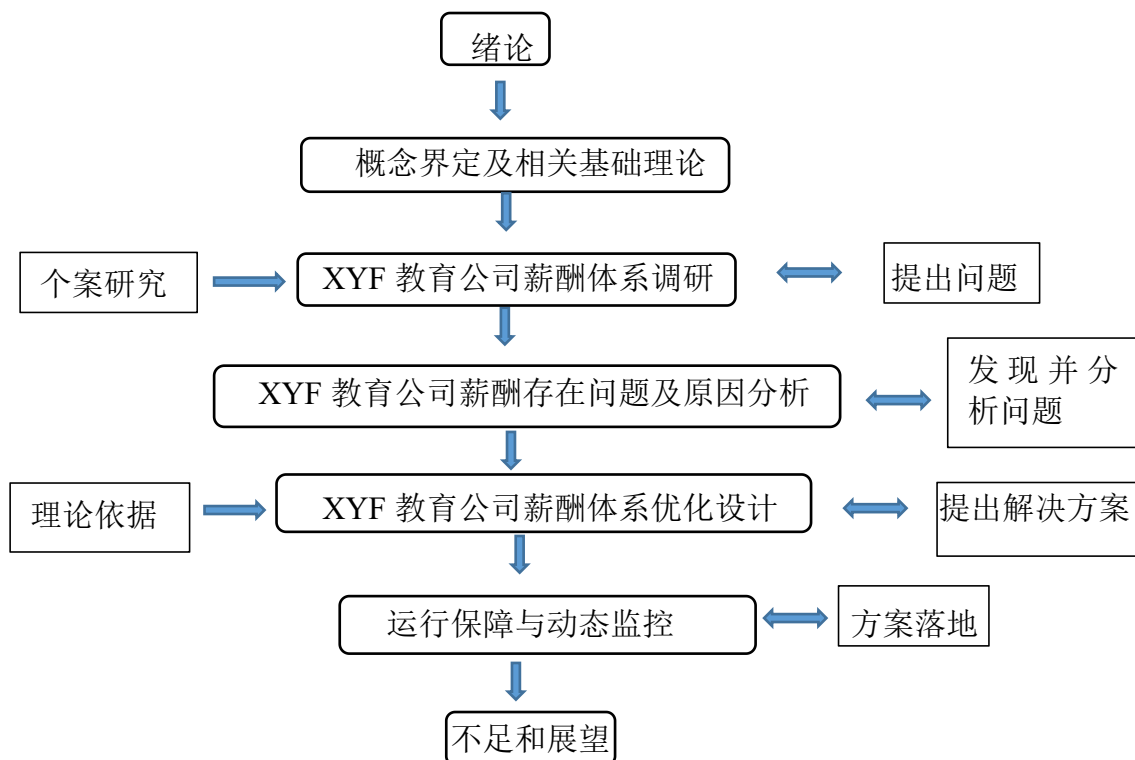 绪论
概念界定及相关基础理论
个案研究
XYF 教育公司薪酬体系调研
提出问题
XYF 教育公司薪酬存在问题及原因分析
发现并分
析问题
理论依据
XYF 教育公司薪酬体系优化设计
提出解决方案
运行保障与动态监控
方案落地
不足和展望